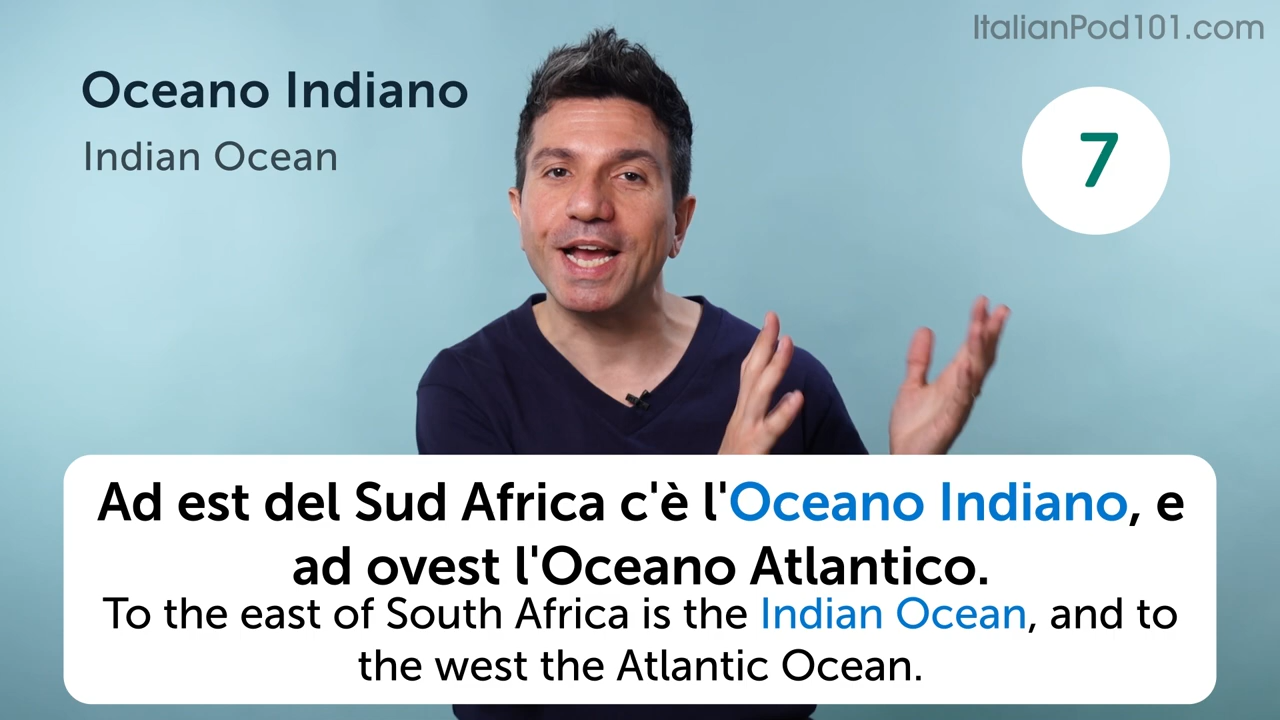 ItalianPod101.com
Oceano Indiano
Indian Ocean
7
Ad est del Sud Africa c'è l'Oceano Indiano, e
ad ovest l'Oceano Atlantico.
To the east of South Africa is the Indian Ocean, and to
the west the Atlantic Ocean.